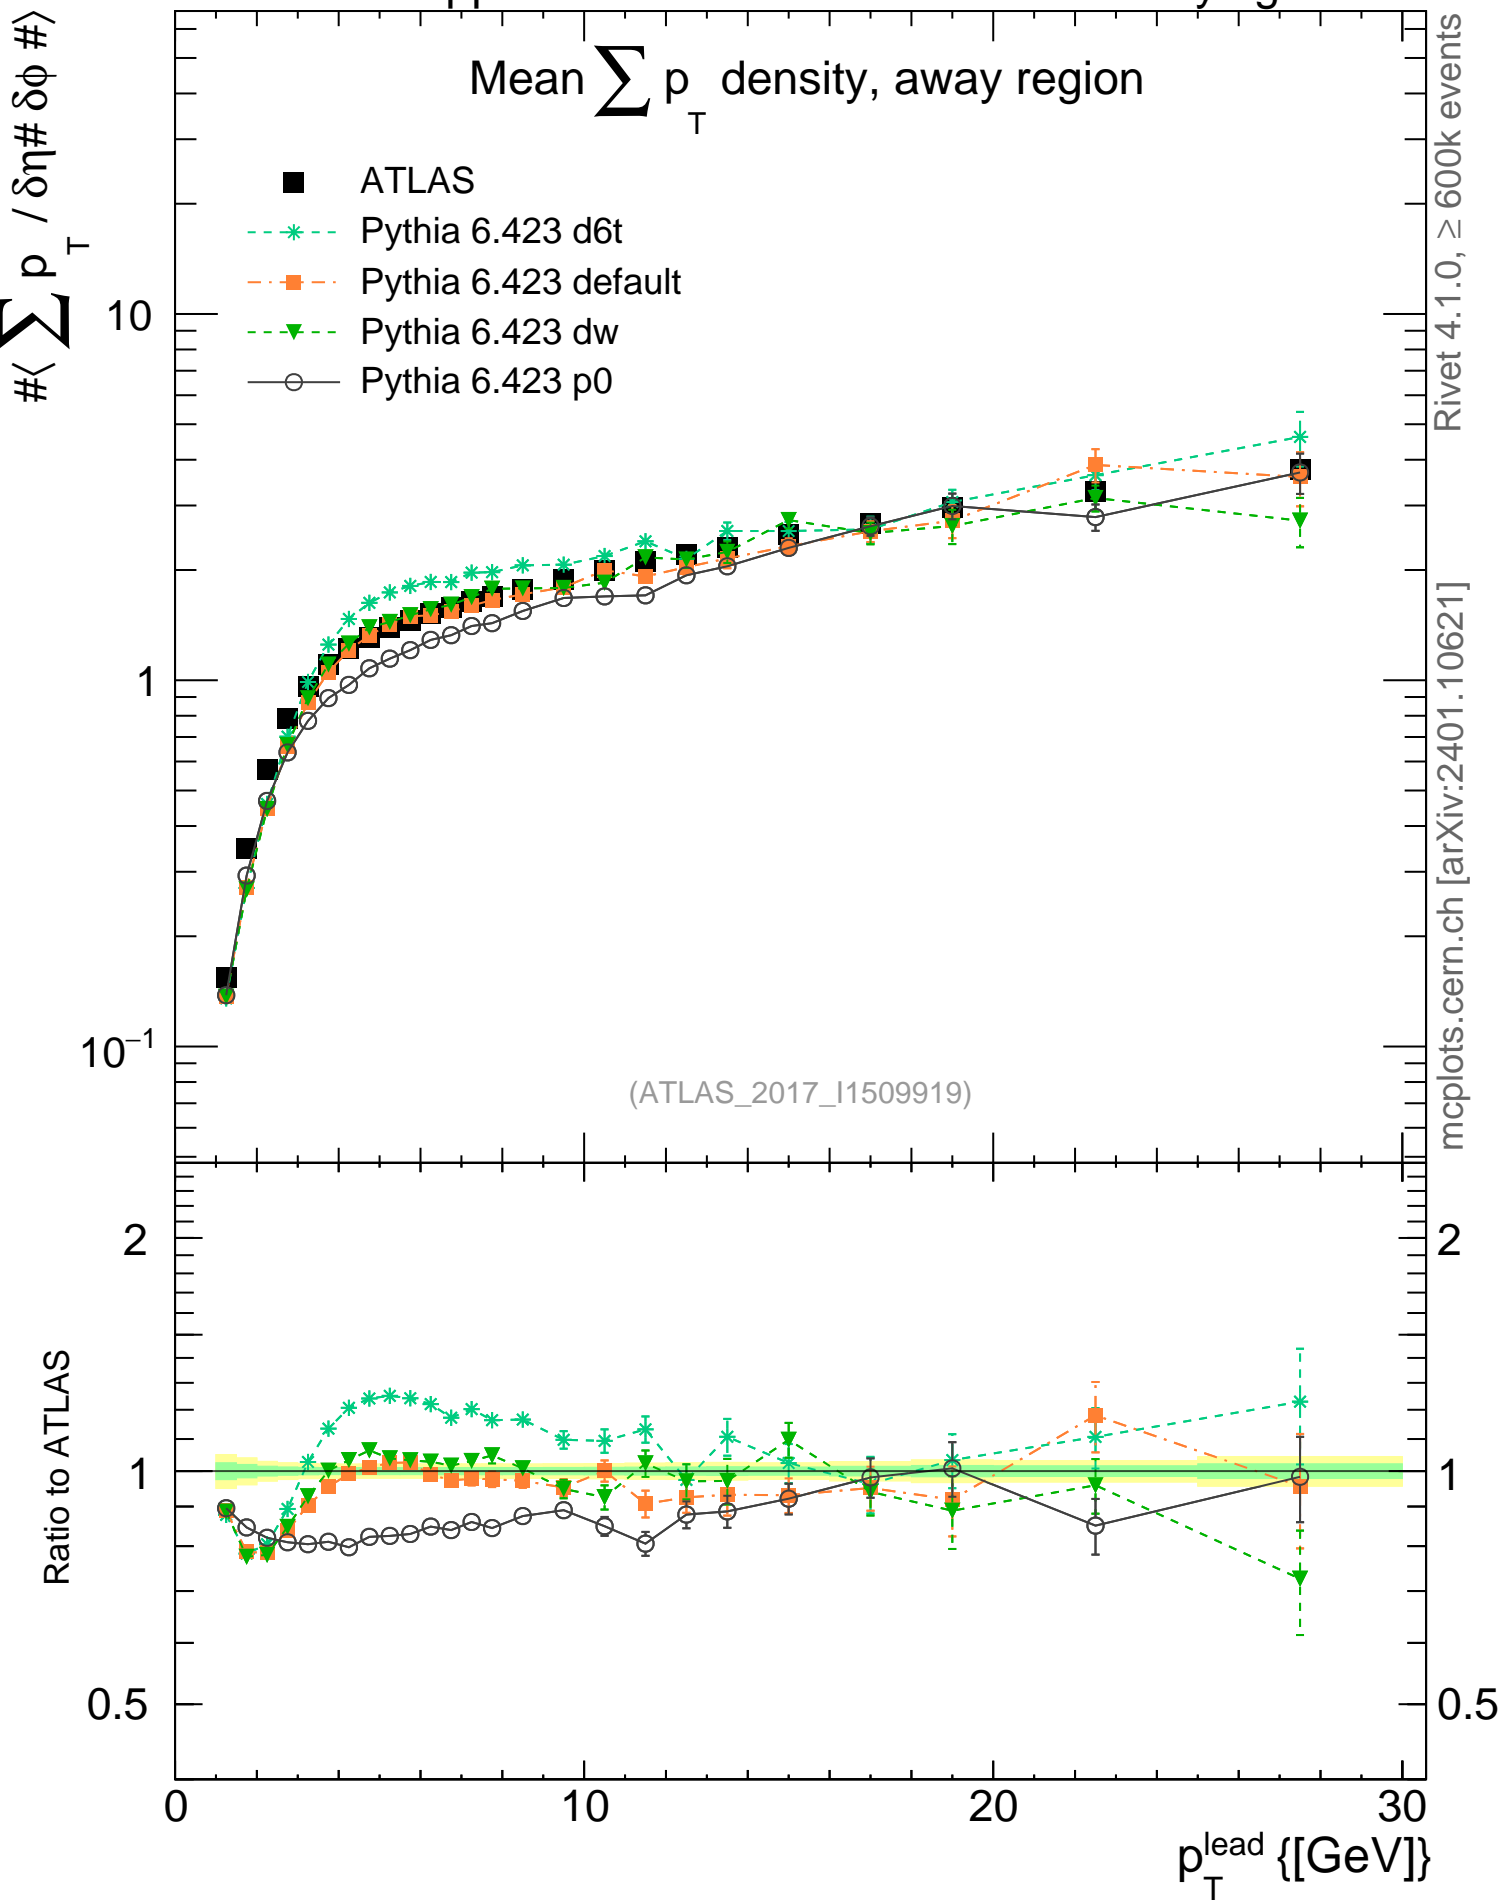 Mean ∑ p_T density, away region
#⟨ ∑ p_T / δη# δϕ #⟩
ATLAS
Pythia 6.423 d6t
Pythia 6.423 default
Pythia 6.423 dw
Pythia 6.423 p0
10
1
10⁻¹
(ATLAS_2017_I1509919)
Rivet 4.1.0, ≥ 600k events
mcplots.cern.ch [arXiv:2401.10621]
Ratio to ATLAS
2
1
0.5
2
1
0.5
0 10 20 30
p_T^lead {[GeV]}